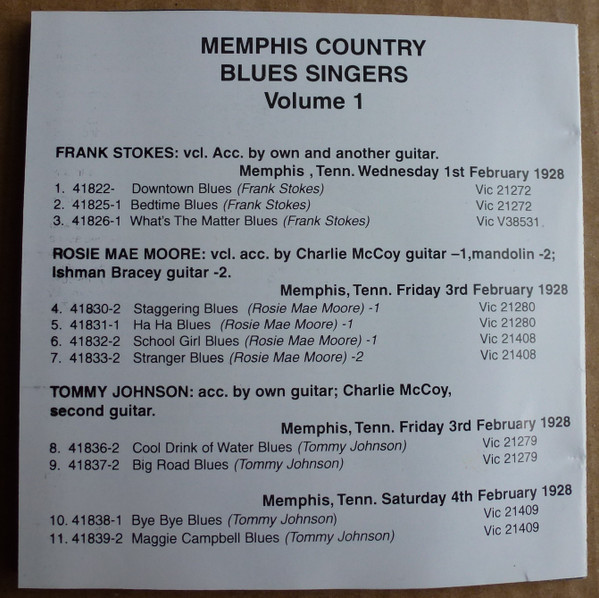 MEMPHIS COUNTRY
BLUES SINGERS
Volume 1
FRANK STOKES: vcl. Acc. by own and another guitar.
Memphis , Tenn. Wednesday 1st February 1928
1. 41822- Downtown Blues (Frank Stokes) Vic 21272
2. 41825-1 Bedtime Blues (Frank Stokes) Vic 21272
3. 41826-1 What's The Matter Blues (Frank Stokes) Vic V38531
ROSIE MAE MOORE: vcl. acc. by Charlie McCoy guitar –1,mandolin -2;
Ishman Bracey guitar -2.
Memphis, Tenn. Friday 3rd February 1928
4. 41830-2 Staggering Blues (Rosie Mae Moore) -1 Vic 21280
5. 41831-1 Ha Ha Blues (Rosie Mae Moore) -1 Vic 21280
6. 41832-2 School Girl Blues (Rosie Mae Moore) -1 Vic 21408
7. 41833-2 Stranger Blues (Rosie Mae Moore) -2 Vic 21408
TOMMY JOHNSON: acc. by own guitar; Charlie McCoy,
second guitar.
Memphis, Tenn. Friday 3rd February 1928
8. 41836-2 Cool Drink of Water Blues (Tommy Johnson) Vic 21279
9. 41837-2 Big Road Blues (Tommy Johnson) Vic 21279
Memphis, Tenn. Saturday 4th February 1928
10. 41838-1 Bye Bye Blues (Tommy Johnson) Vic 21409
11. 41839-2 Maggie Campbell Blues (Tommy Johnson) Vic 21409